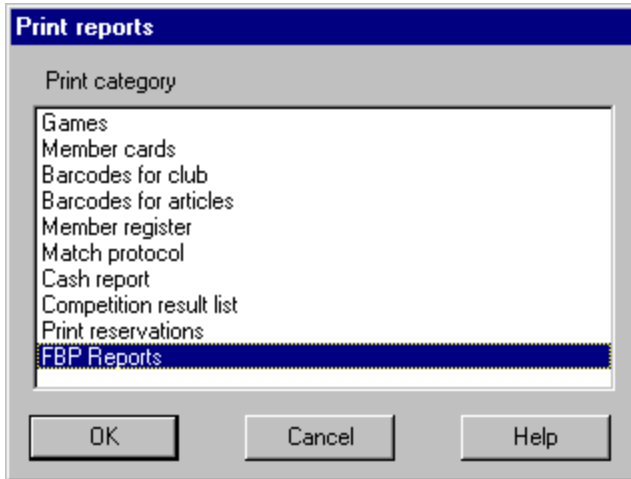 Print reports
Print category
Games
Member cards
Barcodes for club
Barcodes for articles
Member register
Match protocol
Cash report
Competition result list
Print reservations
FBP Reports
OK Cancel Help